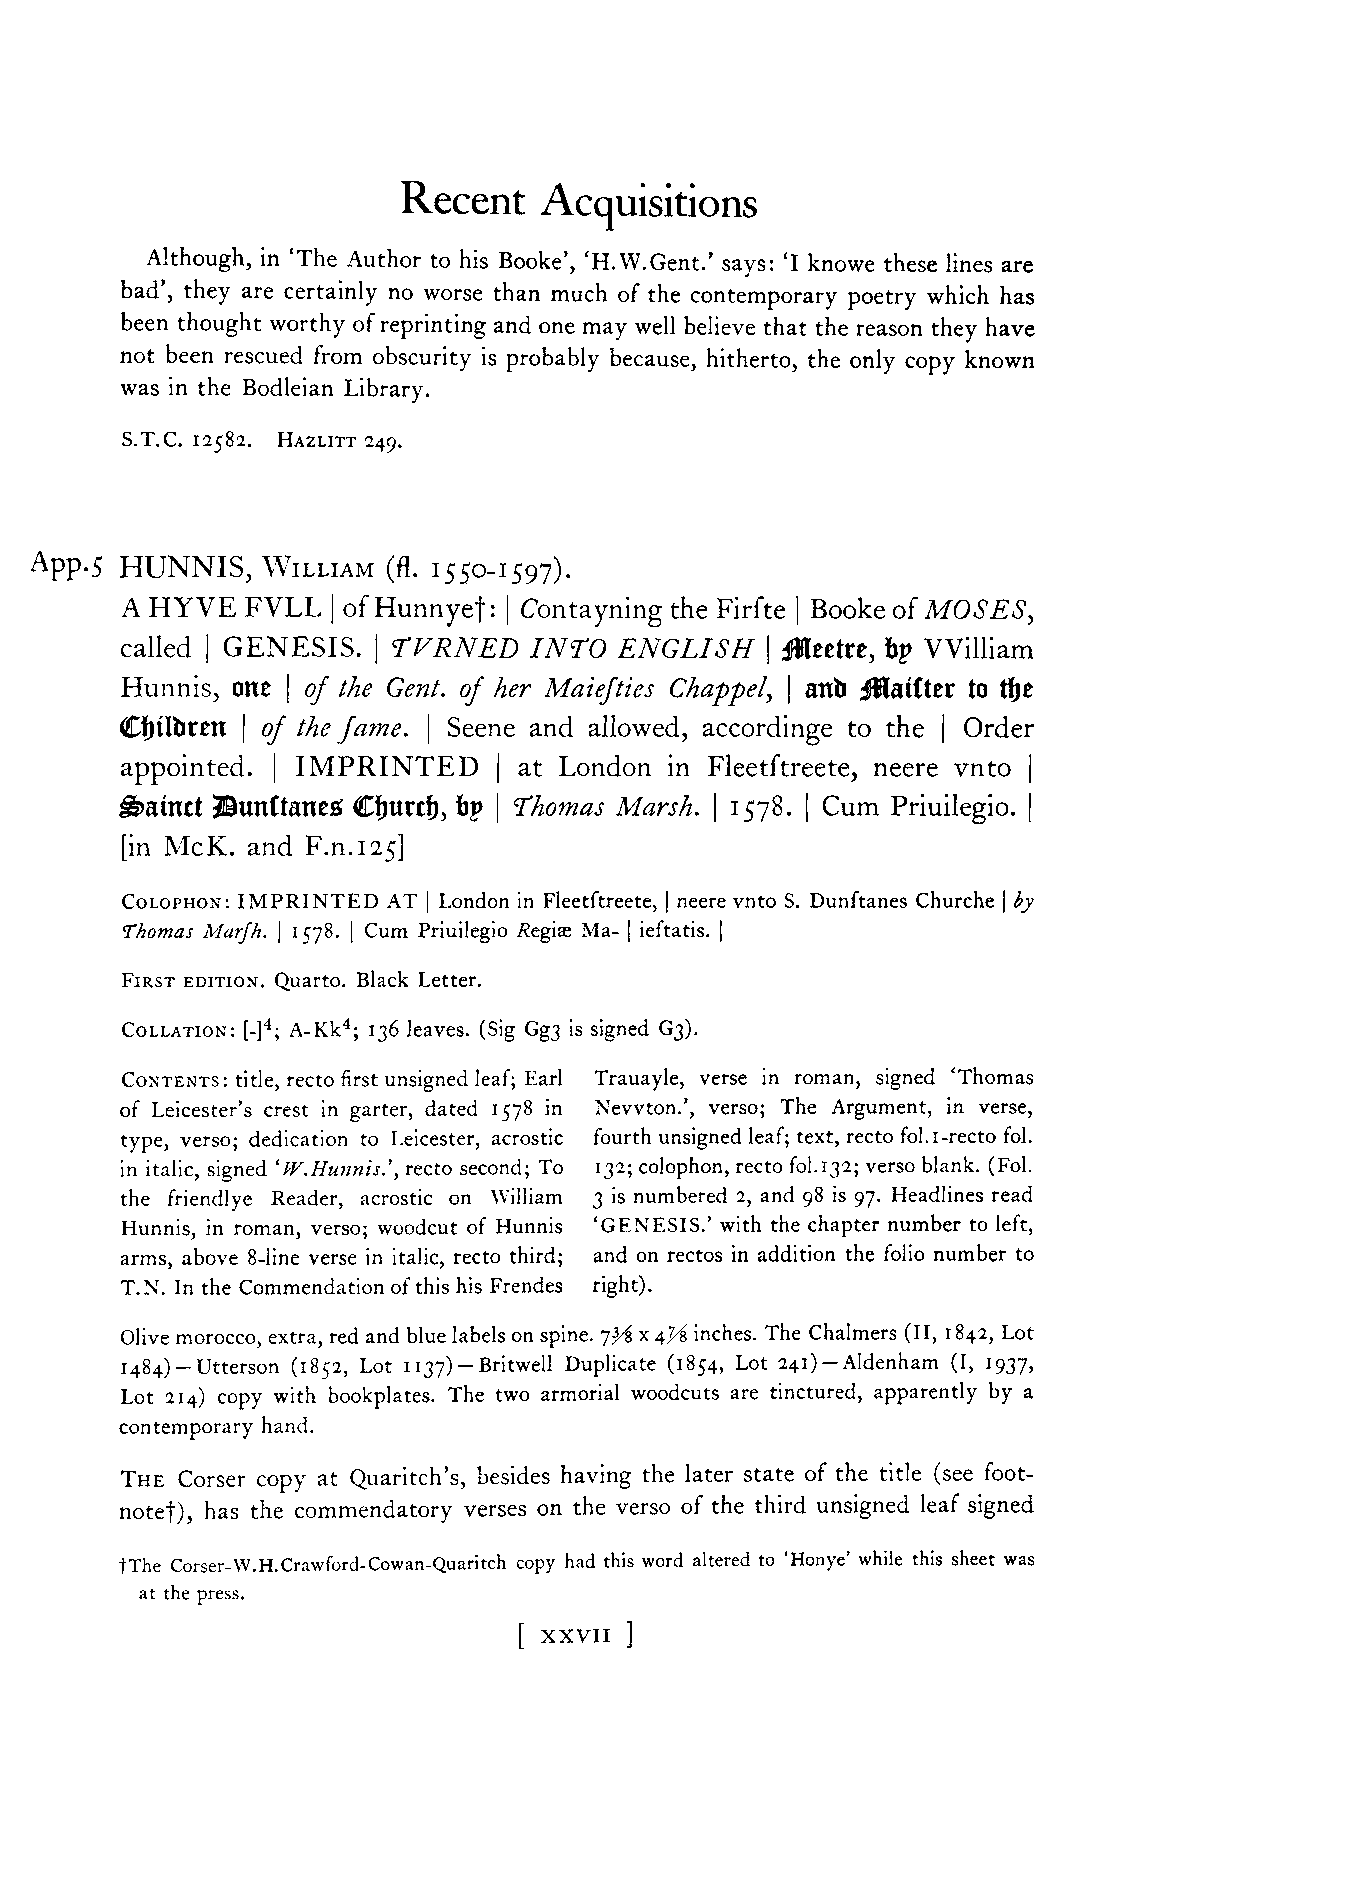 Recent Acquisitions
Although, in ‘The Author to his Booke’, ‘H.W.Gent.’ says: ‘I knowe these lines are
bad’, they are certainly no worse than much of the contemporary poetry which has
been thought worthy of reprinting and one may well believe that the reason they have
not been rescued from obscurity is probably because, hitherto, the only copy known
was in the Bodleian Library.
S.T.C. 12582. HAZLITT 249.
App.5 HUNNIS, WILLIAM (fl. 1550-1597).
A HYVE FVLL | of Hunnye†: | Contayning the Firſte | Booke of MOSES,
called | GENESIS. | TVRNED INTO ENGLISH | Meetre, by VVilliam
Hunnis, one | of the Gent. of her Maieſties Chappel, | and Maiſter to the
Children | of the ſame. | Seene and allowed, accordinge to the | Order
appointed. | IMPRINTED | at London in Fleetſtreete, neere vnto |
Sainct Dunſtanes Church, by | Thomas Marsh. | 1578. | Cum Priuilegio. |
[in McK. and F.n.125]
COLOPHON: IMPRINTED AT | London in Fleetſtreete, | neere vnto S. Dunſtanes Churche | by
Thomas Marſh. | 1578. | Cum Priuilegio Regiæ Ma- | ieſtatis. |
FIRST EDITION. Quarto. Black Letter.
COLLATION: [-]⁴; A-Kk⁴; 136 leaves. (Sig Gg3 is signed G3).
CONTENTS: title, recto first unsigned leaf; Earl
of Leicester’s crest in garter, dated 1578 in
type, verso; dedication to Leicester, acrostic
in italic, signed ‘W.Hunnis.’, recto second; To
the friendlye Reader, acrostic on William
Hunnis, in roman, verso; woodcut of Hunnis
arms, above 8-line verse in italic, recto third;
T.N. In the Commendation of this his Frendes
Trauayle, verse in roman, signed ‘Thomas
Nevvton.’, verso; The Argument, in verse,
fourth unsigned leaf; text, recto fol.1-recto fol.
132; colophon, recto fol.132; verso blank. (Fol.
3 is numbered 2, and 98 is 97. Headlines read
‘GENESIS.’ with the chapter number to left,
and on rectos in addition the folio number to
right).
Olive morocco, extra, red and blue labels on spine. 7⅜ x 4⅞ inches. The Chalmers (II, 1842, Lot
1484)—Utterson (1852, Lot 1137)—Britwell Duplicate (1854, Lot 241)—Aldenham (I, 1937,
Lot 214) copy with bookplates. The two armorial woodcuts are tinctured, apparently by a
contemporary hand.
THE Corser copy at Quaritch’s, besides having the later state of the title (see foot-
note†), has the commendatory verses on the verso of the third unsigned leaf signed
†The Corser-W.H.Crawford-Cowan-Quaritch copy had this word altered to ‘Honye’ while this sheet was
at the press.
[ XXVII ]